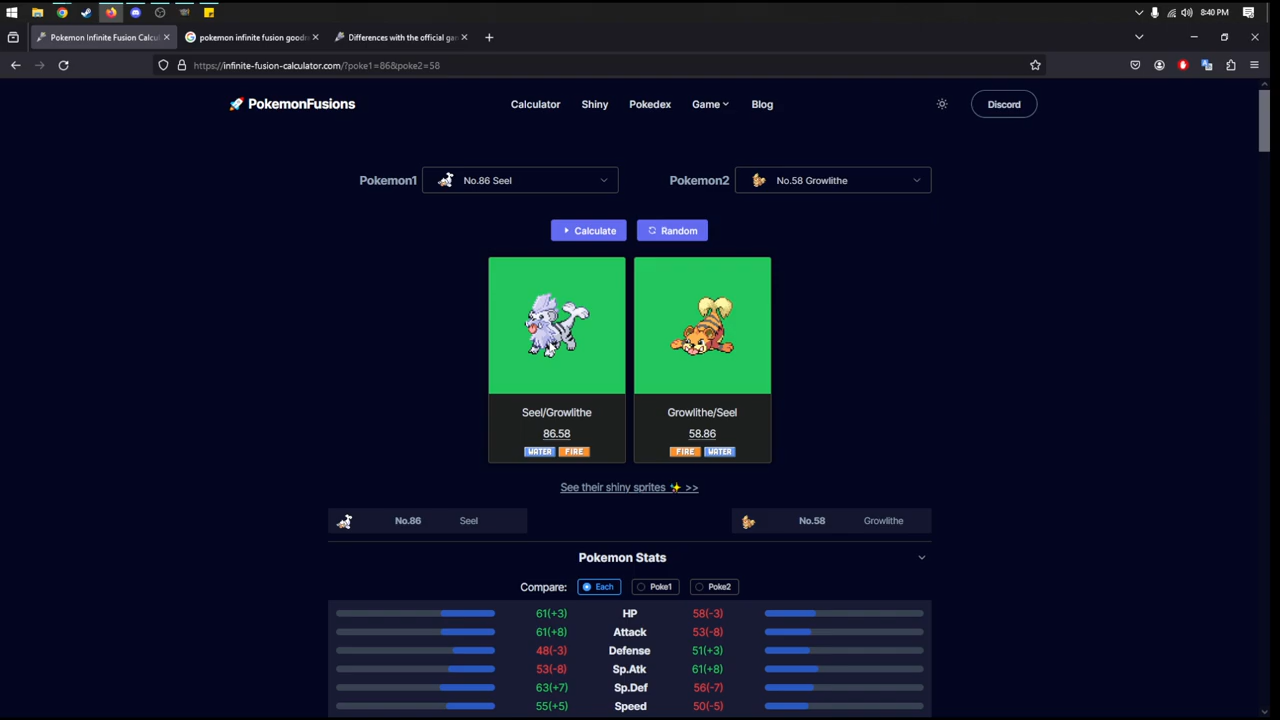 8:40 PM
Pokemon Infinite Fusion Calcul
pokemon infinite fusion goodr
Differences with the official gar
https://infinite-fusion-calculator.com/?poke1=86&poke2=58
PokemonFusions
Calculator Shiny Pokedex Game Blog
Discord
Pokemon1 No.86 Seel
Pokemon2 No.58 Growlithe
Calculate Random
Seel/Growlithe
86.58
WATER FIRE
Growlithe/Seel
58.86
FIRE WATER
See their shiny sprites ✨ >>
No.86 Seel
No.58 Growlithe
Pokemon Stats
Compare: Each Poke1 Poke2
61(+3) HP 58(-3)
61(+8) Attack 53(-8)
48(-3) Defense 51(+3)
53(-8) Sp.Atk 61(+8)
63(+7) Sp.Def 56(-7)
55(+5) Speed 50(-5)